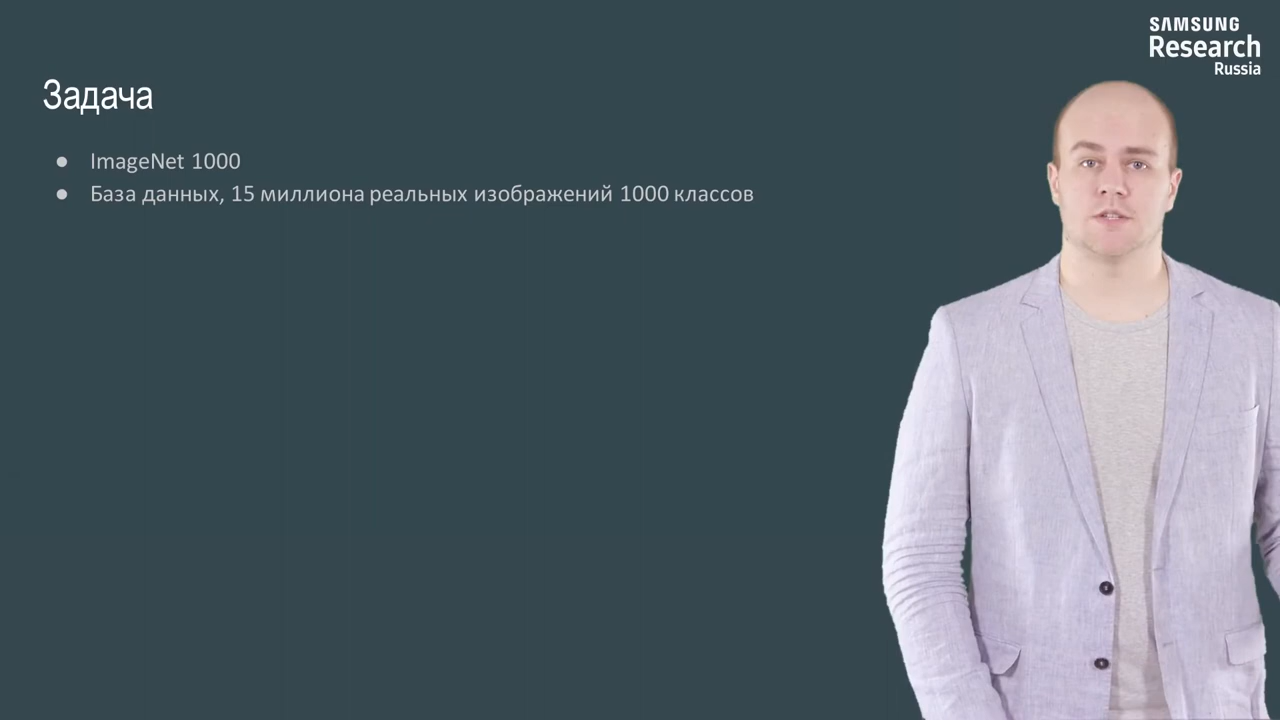 SAMSUNG
Research
Russia
Задача
● ImageNet 1000
● База данных, 15 миллиона реальных изображений 1000 классов